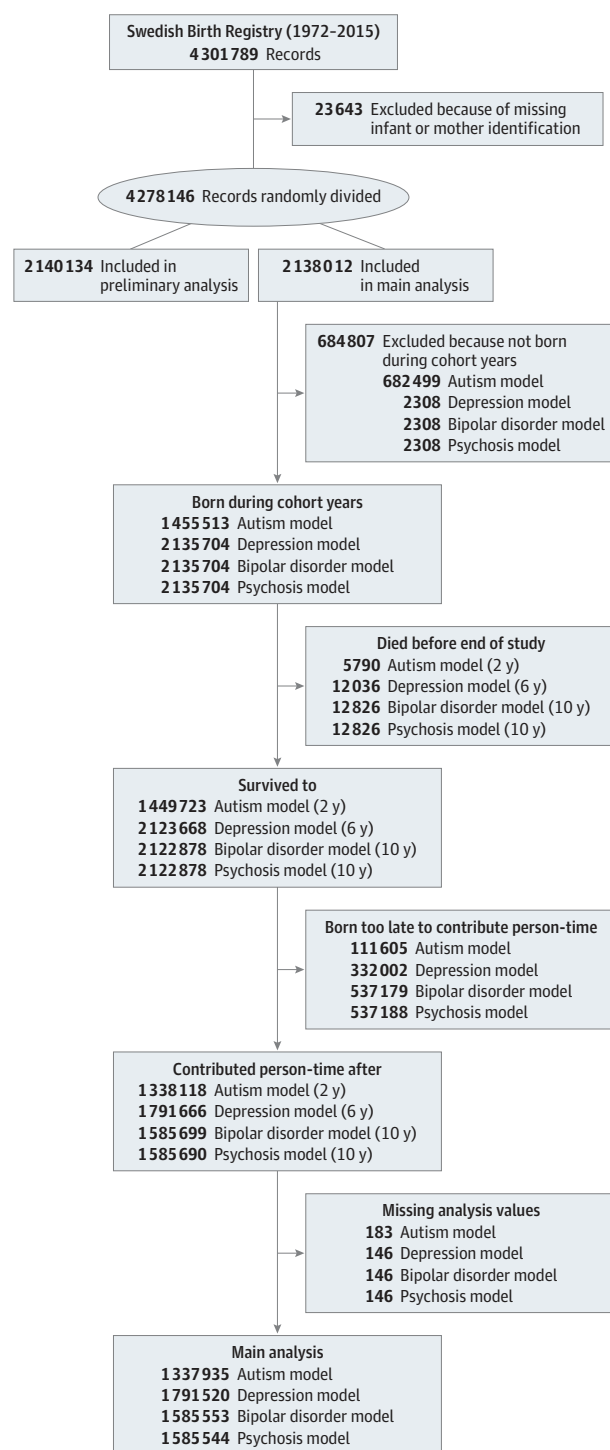 Swedish Birth Registry (1972–2015)
4301789 Records
23643 Excluded because of missing
infant or mother identification
4278146 Records randomly divided
2140134 Included in
preliminary analysis
2138012 Included
in main analysis
684807 Excluded because not born
during cohort years
682499 Autism model
2308 Depression model
2308 Bipolar disorder model
2308 Psychosis model
Born during cohort years
1455513 Autism model
2135704 Depression model
2135704 Bipolar disorder model
2135704 Psychosis model
Died before end of study
5790 Autism model (2 y)
12036 Depression model (6 y)
12826 Bipolar disorder model (10 y)
12826 Psychosis model (10 y)
Survived to
1449723 Autism model (2 y)
2123668 Depression model (6 y)
2122878 Bipolar disorder model (10 y)
2122878 Psychosis model (10 y)
Born too late to contribute person-time
111605 Autism model
332002 Depression model
537179 Bipolar disorder model
537188 Psychosis model
Contributed person-time after
1338118 Autism model (2 y)
1791666 Depression model (6 y)
1585699 Bipolar disorder model (10 y)
1585690 Psychosis model (10 y)
Missing analysis values
183 Autism model
146 Depression model
146 Bipolar disorder model
146 Psychosis model
Main analysis
1337935 Autism model
1791520 Depression model
1585553 Bipolar disorder model
1585544 Psychosis model